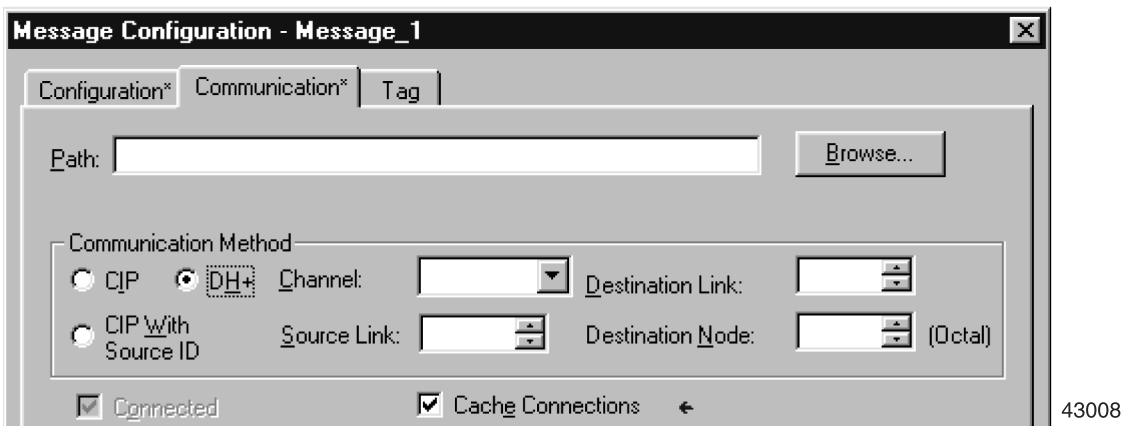 Message Configuration - Message_1
Configuration* Communication* Tag
Path: Browse...
Communication Method
CIP DH+ Channel: Destination Link:
CIP With Source ID Source Link: Destination Node: (Octal)
Connected Cache Connections
43008